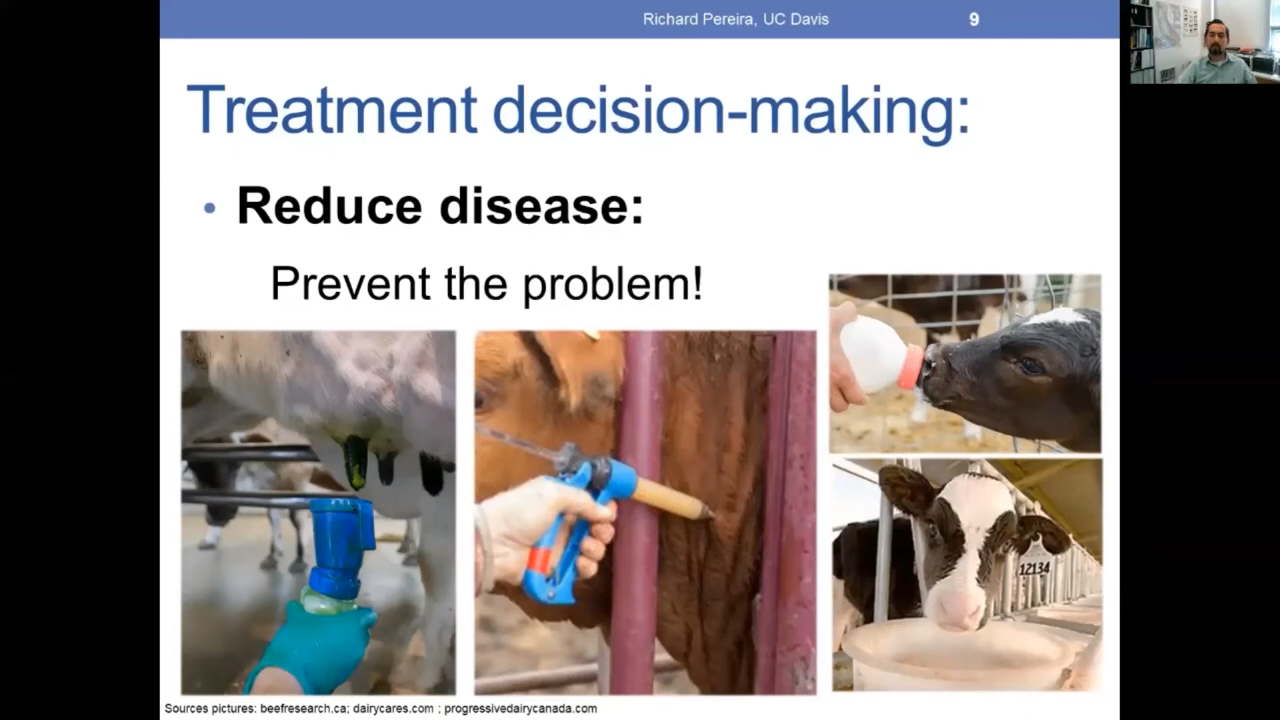 Richard Pereira, UC Davis 9
Treatment decision-making:
• Reduce disease:
Prevent the problem!
12134
Sources pictures: beefresearch.ca; dairycares.com ; progressivedairycanada.com